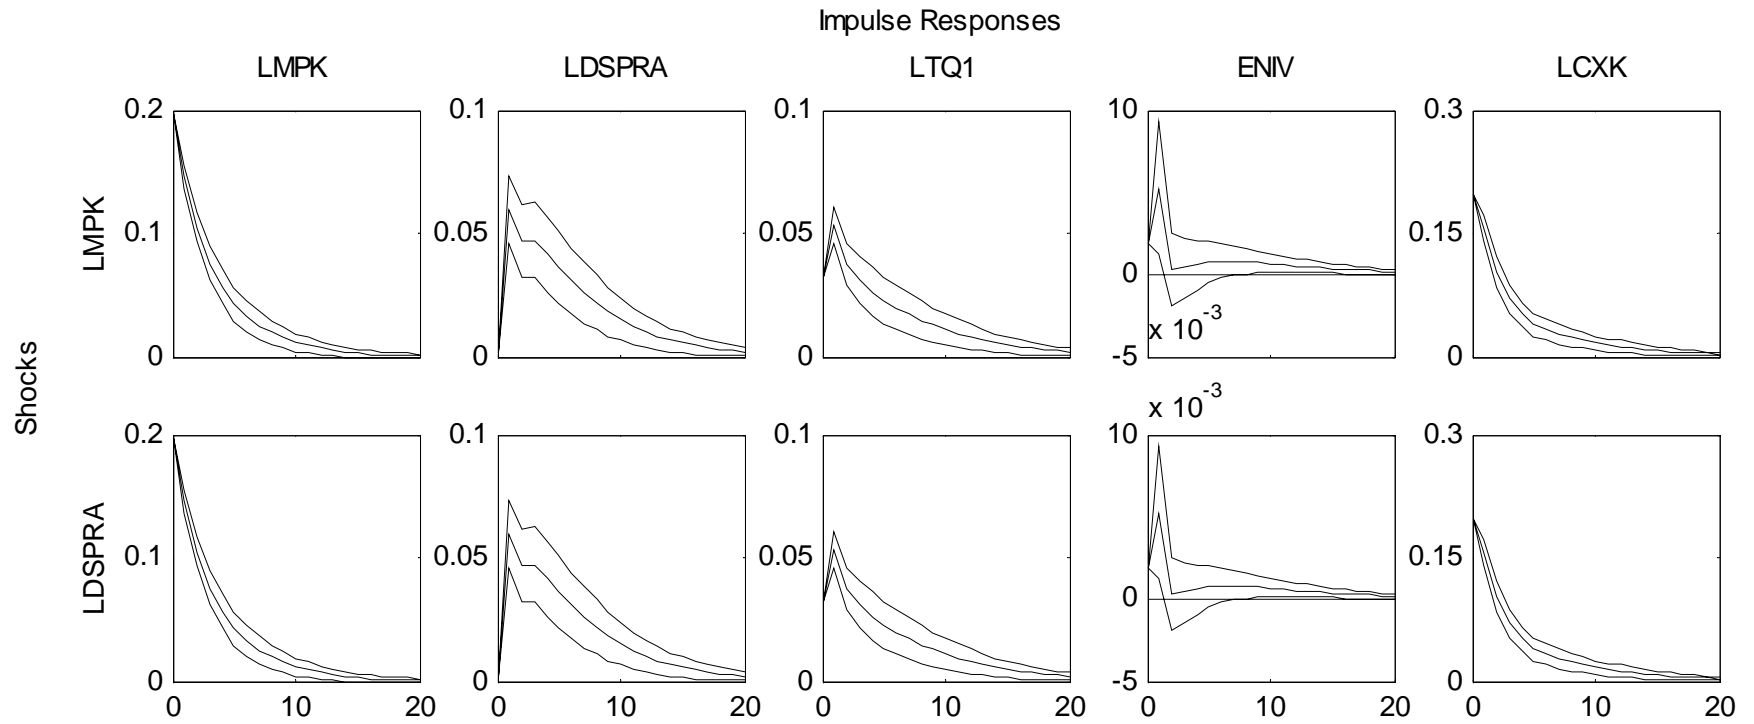 Impulse Responses
LMPK LDSPRA LTQ1 ENIV LCXK
Shocks
LMPK
0.2 0.1 0.1 10 0.3
0.1 0.05 0.05 0 0.15
x 10^-3
0 0 0 -5 0
LDSPRA
x 10^-3
0.2 0.1 0.1 10 0.3
0.1 0.05 0.05 0 0.15
0 0 0 -5 0
0 10 20 0 10 20 0 10 20 0 10 20 0 10 20